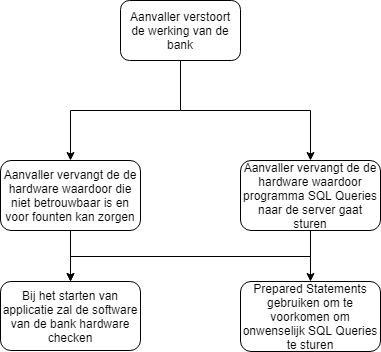 Aanvaller verstoort
de werking van de
bank
Aanvaller vervangt de de
hardware waardoor die
niet betrouwbaar is en
voor founten kan zorgen
Aanvaller vervangt de de
hardware waardoor
programma SQL Queries
naar de server gaat
sturen
Bij het starten van
applicatie zal de software
van de bank hardware
checken
Prepared Statements
gebruiken om te
voorkomen om
onwenselijk SQL Queries
te sturen